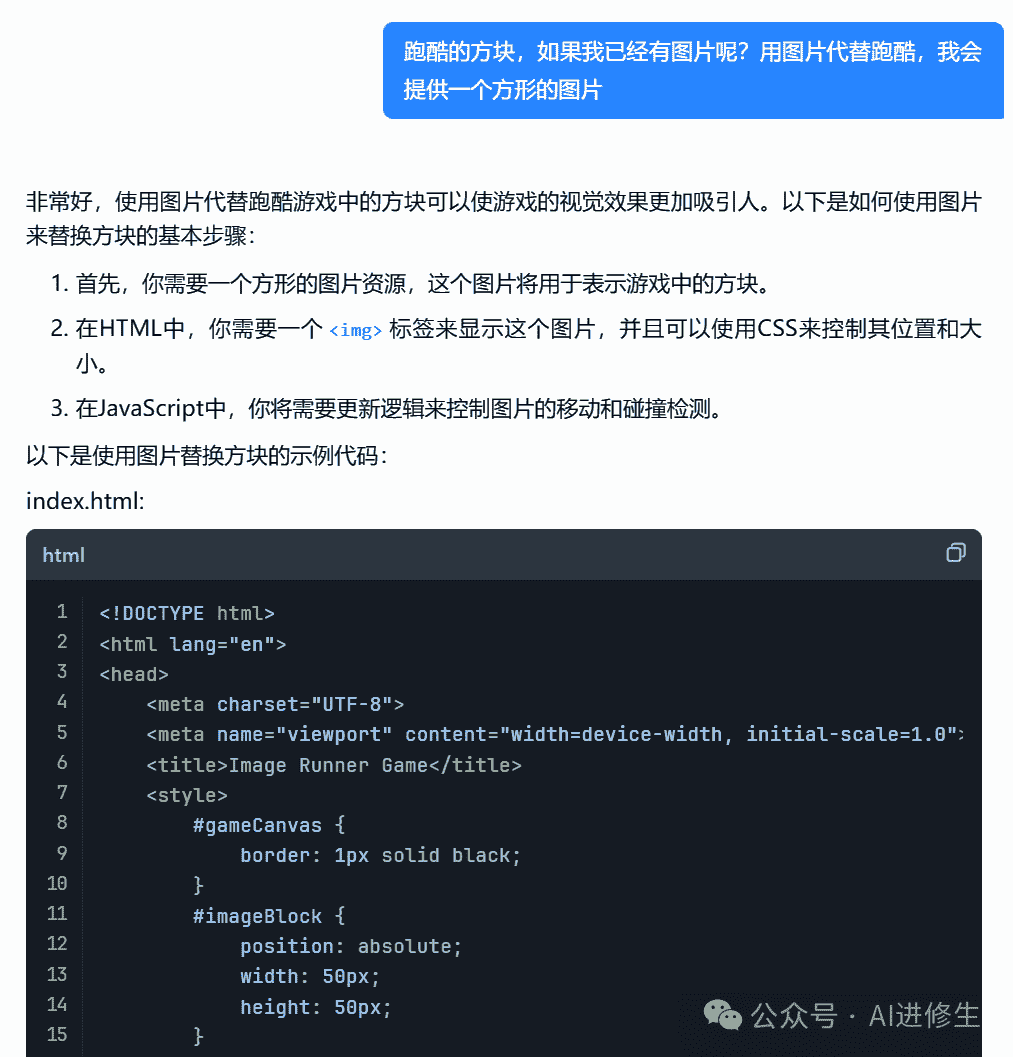 跑酷的方块，如果我已经有图片呢？用图片代替跑酷，我会
提供一个方形的图片
非常好，使用图片代替跑酷游戏中的方块可以使游戏的视觉效果更加吸引人。以下是如何使用图片
来替换方块的基本步骤：
1. 首先，你需要一个方形的图片资源，这个图片将用于表示游戏中的方块。
2. 在HTML中，你需要一个 <img> 标签来显示这个图片，并且可以使用CSS来控制其位置和大
小。
3. 在JavaScript中，你将需要更新逻辑来控制图片的移动和碰撞检测。
以下是使用图片替换方块的示例代码：
index.html:
html
1 <!DOCTYPE html>
2 <html lang="en">
3 <head>
4     <meta charset="UTF-8">
5     <meta name="viewport" content="width=device-width, initial-scale=1.0">
6     <title>Image Runner Game</title>
7     <style>
8         #gameCanvas {
9             border: 1px solid black;
10         }
11         #imageBlock {
12             position: absolute;
13             width: 50px;
14             height: 50px;
15         }
公众号 · AI进修生